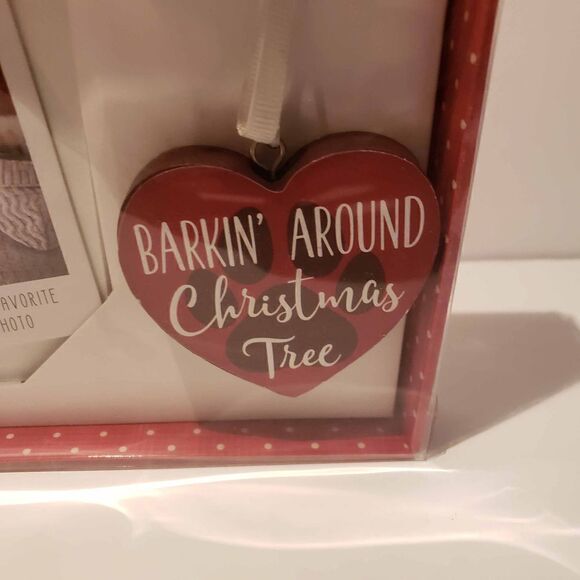 BARKIN' AROUND
Christmas
Tree
AVORITE
HOTO